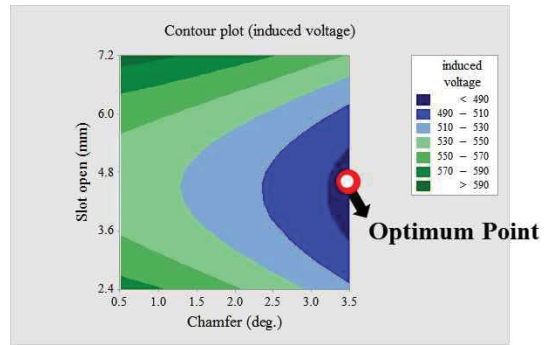 Contour plot (induced voltage)
7.2
6.0
4.8
3.6
2.4
Slot open (mm)
0.5 1.0 1.5 2.0 2.5 3.0 3.5
Chamfer (deg.)
induced
voltage
< 490
490 – 510
510 – 530
530 – 550
550 – 570
570 – 590
> 590
Optimum Point